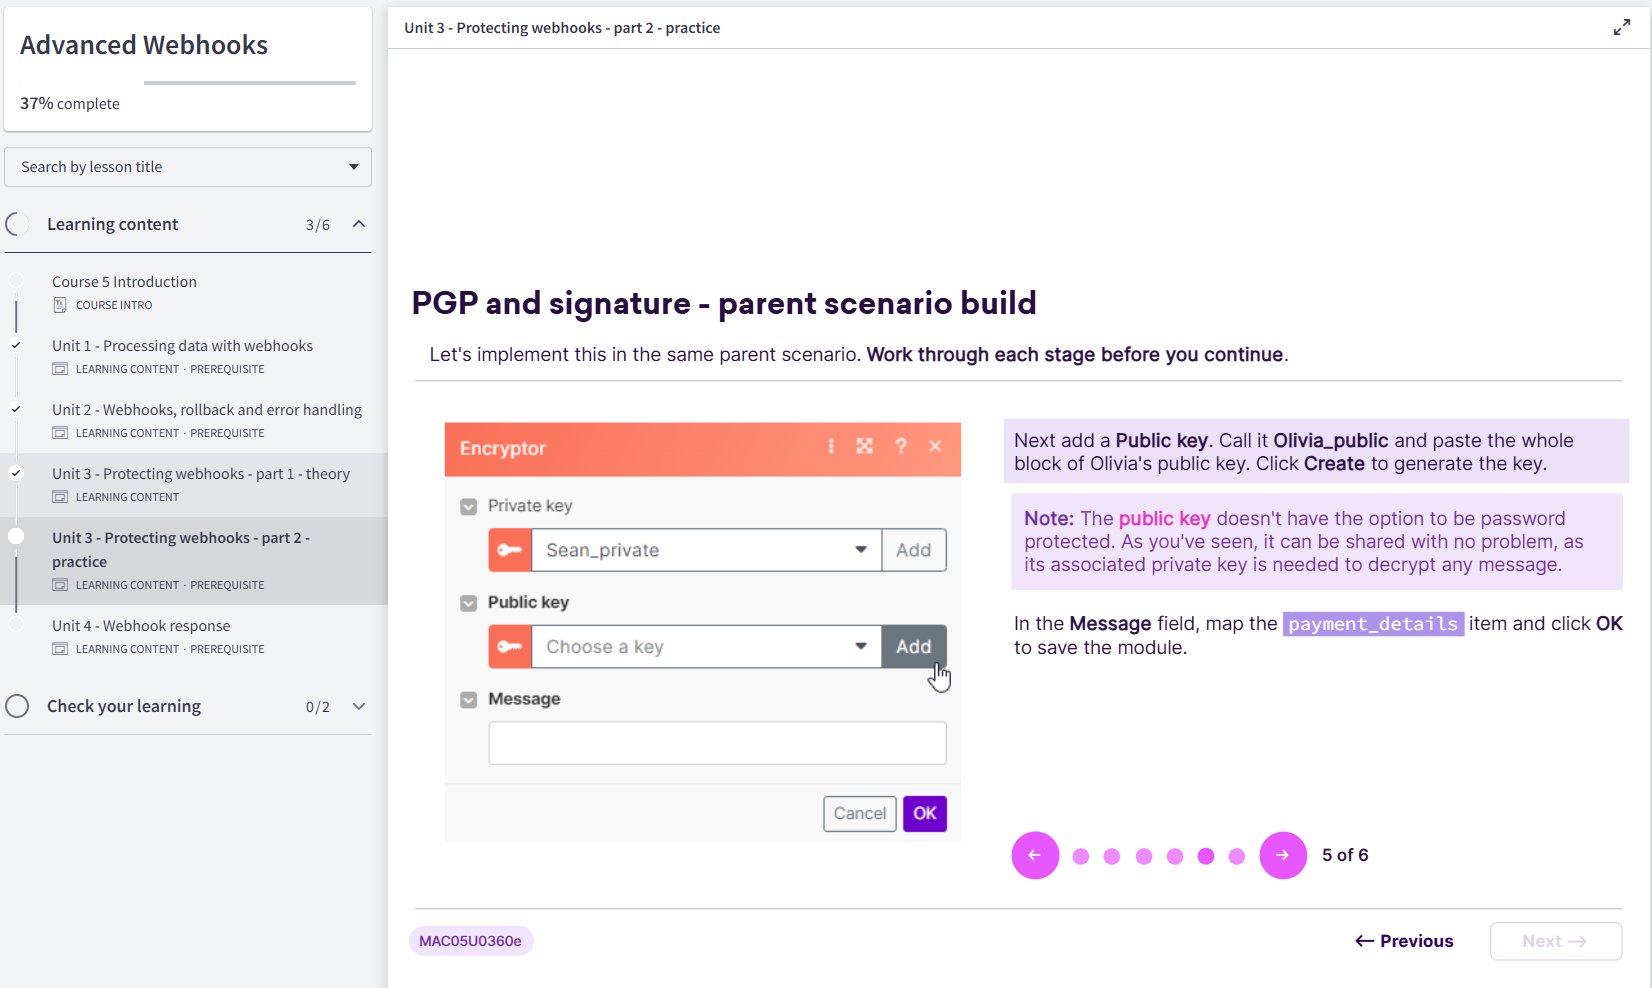 Advanced Webhooks
37% complete
Search by lesson title
Learning content 3/6
Course 5 Introduction
COURSE INTRO
Unit 1 - Processing data with webhooks
LEARNING CONTENT · PREREQUISITE
Unit 2 - Webhooks, rollback and error handling
LEARNING CONTENT · PREREQUISITE
Unit 3 - Protecting webhooks - part 1 - theory
LEARNING CONTENT
Unit 3 - Protecting webhooks - part 2 -
practice
LEARNING CONTENT · PREREQUISITE
Unit 4 - Webhook response
LEARNING CONTENT · PREREQUISITE
Check your learning 0/2
Unit 3 - Protecting webhooks - part 2 - practice
PGP and signature - parent scenario build
Let's implement this in the same parent scenario. Work through each stage before you continue.
Encryptor
Private key
Sean_private Add
Public key
Choose a key Add
Message
Cancel OK
Next add a Public key. Call it Olivia_public and paste the whole
block of Olivia's public key. Click Create to generate the key.
Note: The public key doesn't have the option to be password
protected. As you've seen, it can be shared with no problem, as
its associated private key is needed to decrypt any message.
In the Message field, map the payment_details item and click OK
to save the module.
5 of 6
MAC05U0360e
← Previous
Next →